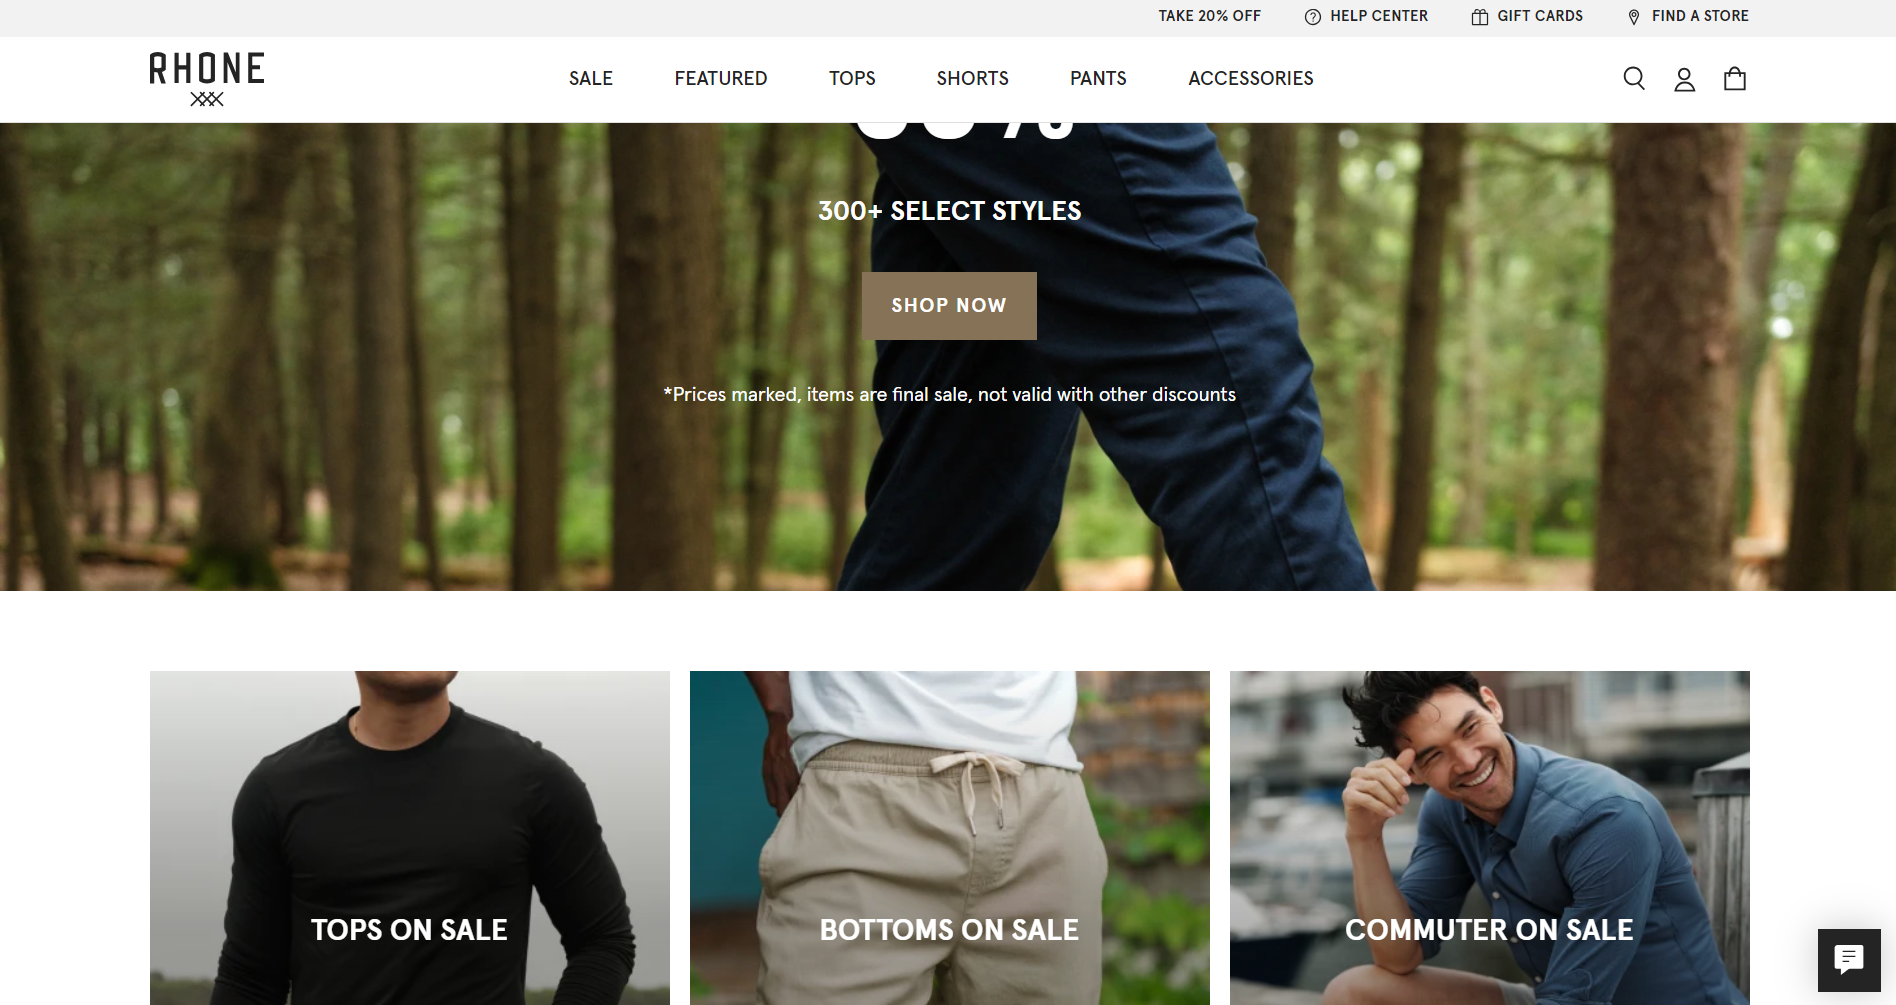 TAKE 20% OFF
HELP CENTER
GIFT CARDS
FIND A STORE
RHONE
SALE
FEATURED
TOPS
SHORTS
PANTS
ACCESSORIES
300+ SELECT STYLES
SHOP NOW
*Prices marked, items are final sale, not valid with other discounts
TOPS ON SALE
BOTTOMS ON SALE
COMMUTER ON SALE